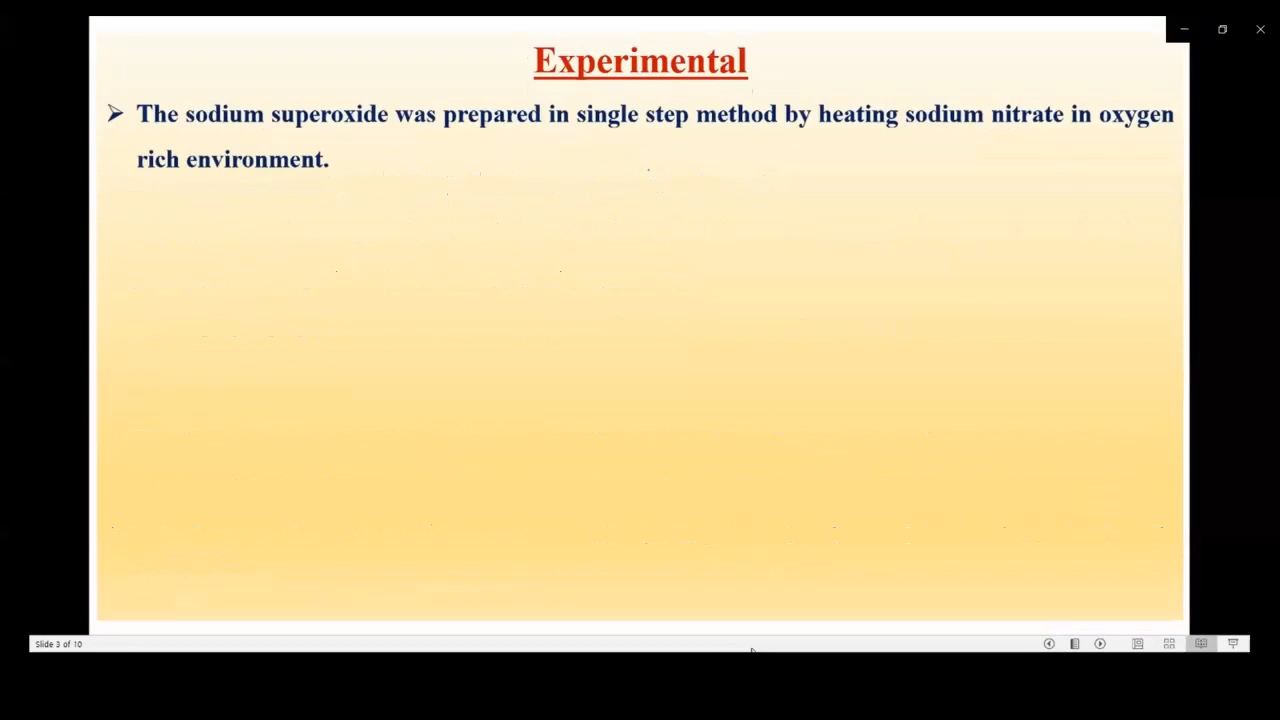 Experimental
The sodium superoxide was prepared in single step method by heating sodium nitrate in oxygen
rich environment.
Slide 3 of 10